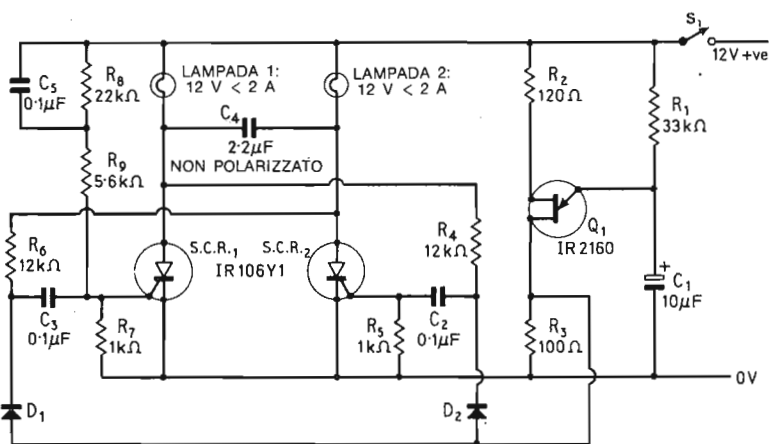 S₁
12V +ve
C₅
0·1µF
R₈
22kΩ
LAMPADA 1:
12 V < 2 A
LAMPADA 2:
12 V < 2 A
R₂
120Ω
R₁
33kΩ
C₄
2·2µF
NON POLARIZZATO
R₉
5·6kΩ
R₆
12kΩ
S.C.R.₁
S.C.R.₂
IR106Y1
R₄
12kΩ
Q₁
IR 2160
+
C₁
10µF
C₃
0·1µF
R₇
1kΩ
R₅
1kΩ
C₂
0·1µF
R₃
100Ω
0V
D₁
D₂